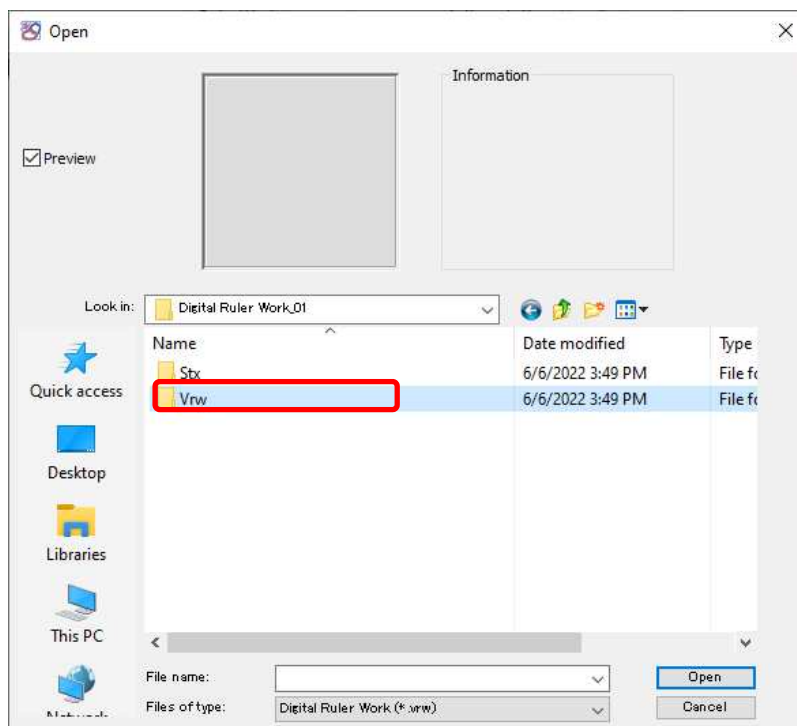 Open
Information
Preview
Look in:
Digital Ruler Work_01
Name
Date modified
Type
Stx
6/6/2022 3:49 PM
File fo
Quick access
Vrw
6/6/2022 3:49 PM
File fo
Desktop
Libraries
This PC
File name:
Open
Files of type:
Digital Ruler Work (*.vrw)
Cancel